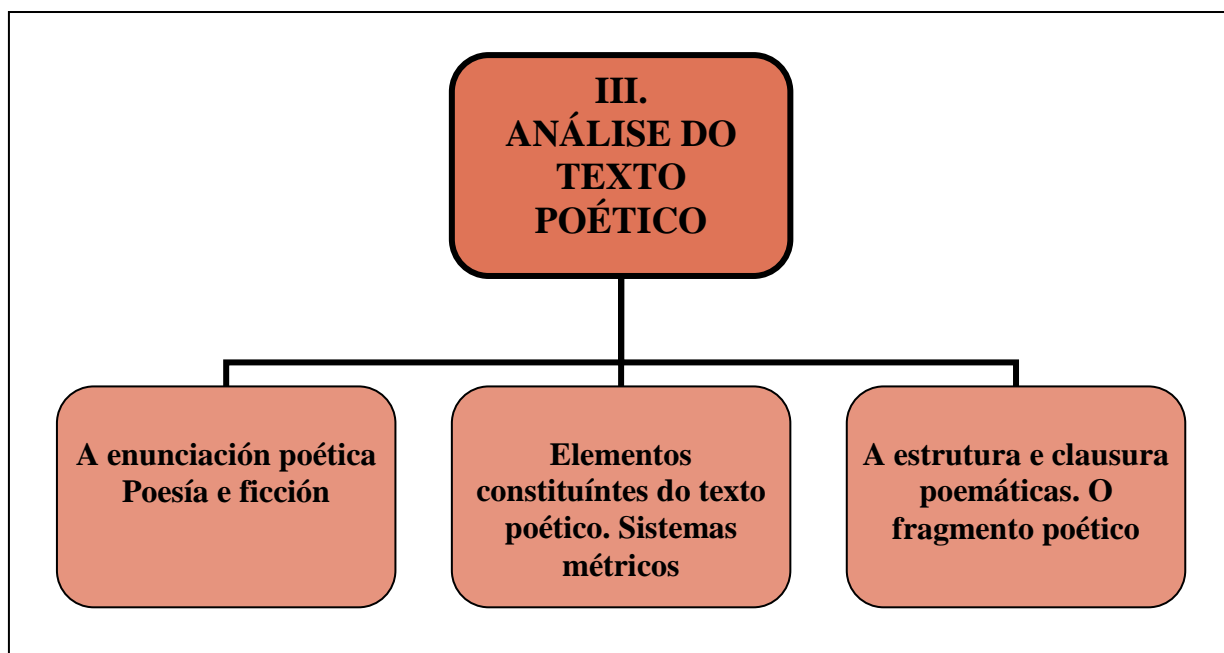 III.
ANÁLISE DO
TEXTO
POÉTICO
A enunciación poética
Poesía e ficción
Elementos
constituíntes do texto
poético. Sistemas
métricos
A estrutura e clausura
poemáticas. O
fragmento poético